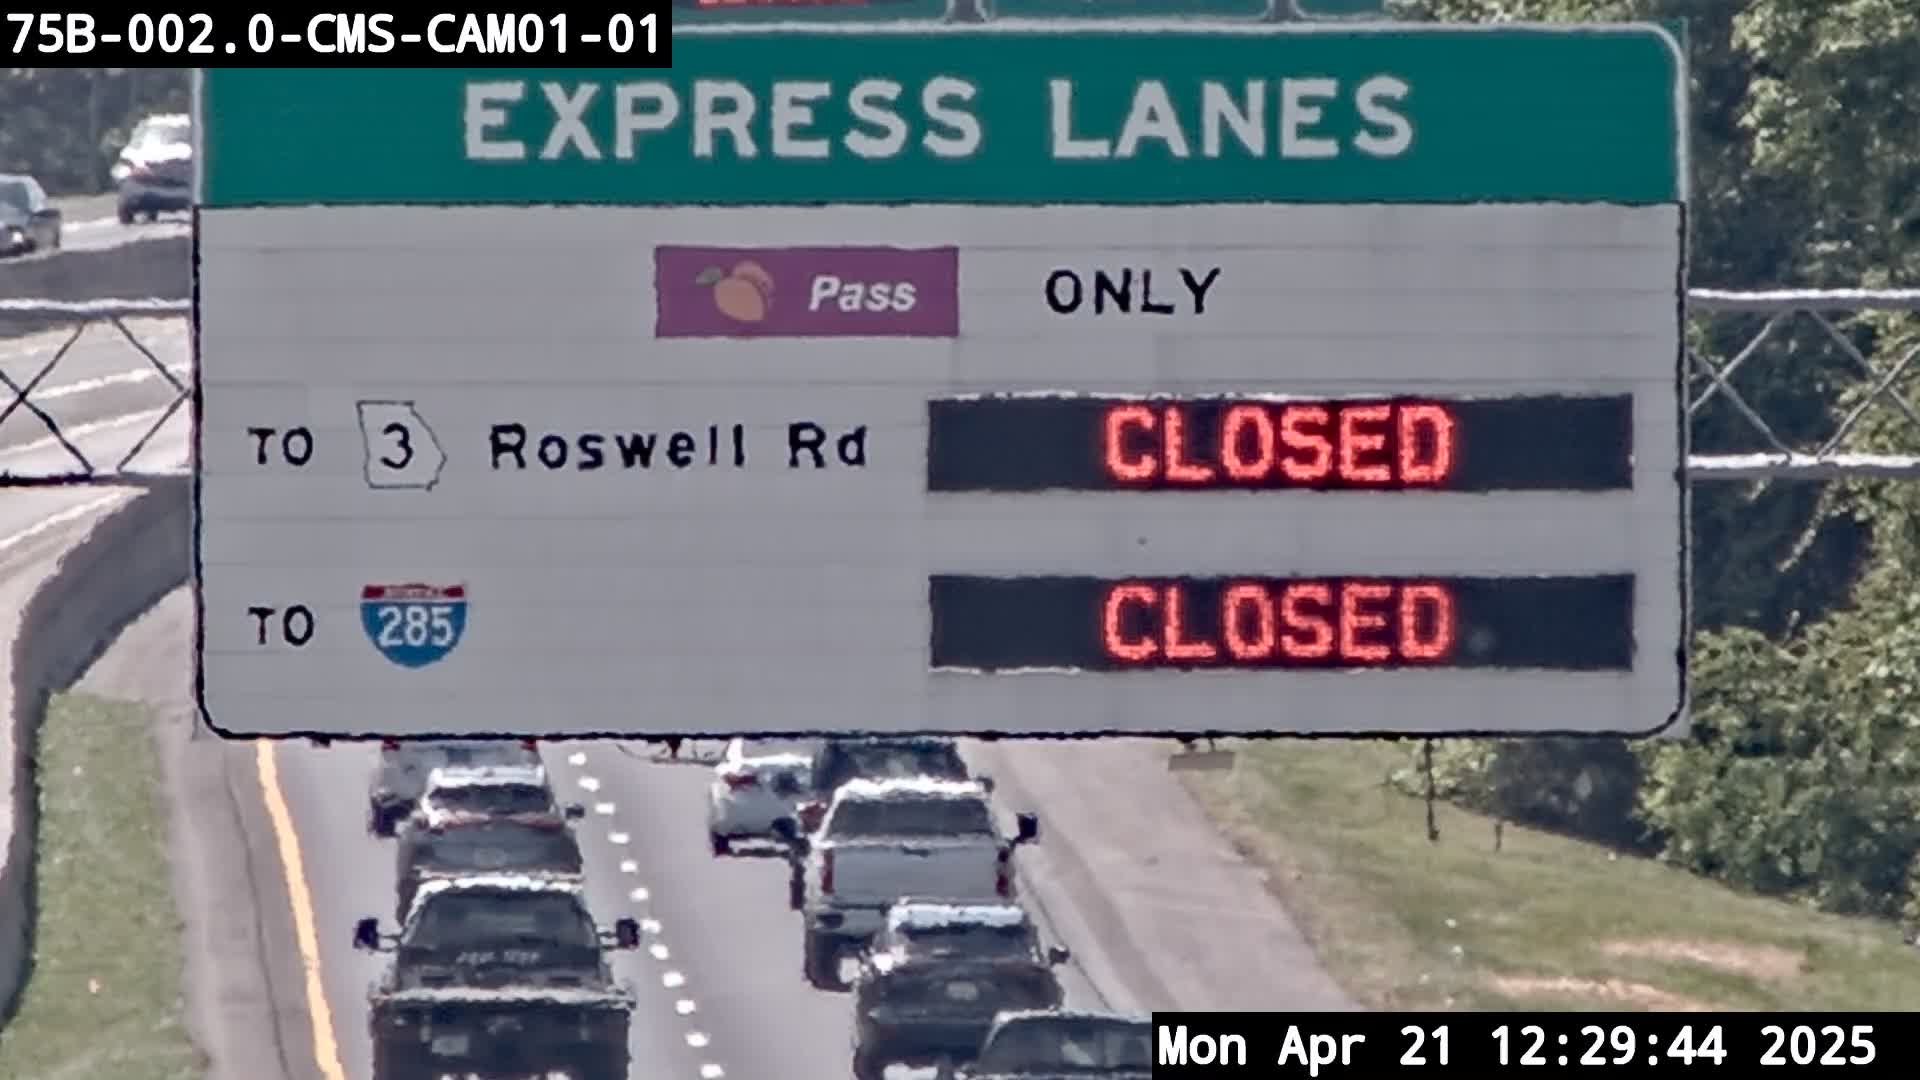 75B-002.0-CMS-CAM01-01
EXPRESS LANES
Pass ONLY
TO 3 Roswell Rd CLOSED
TO 285 CLOSED
Mon Apr 21 12:29:44 2025